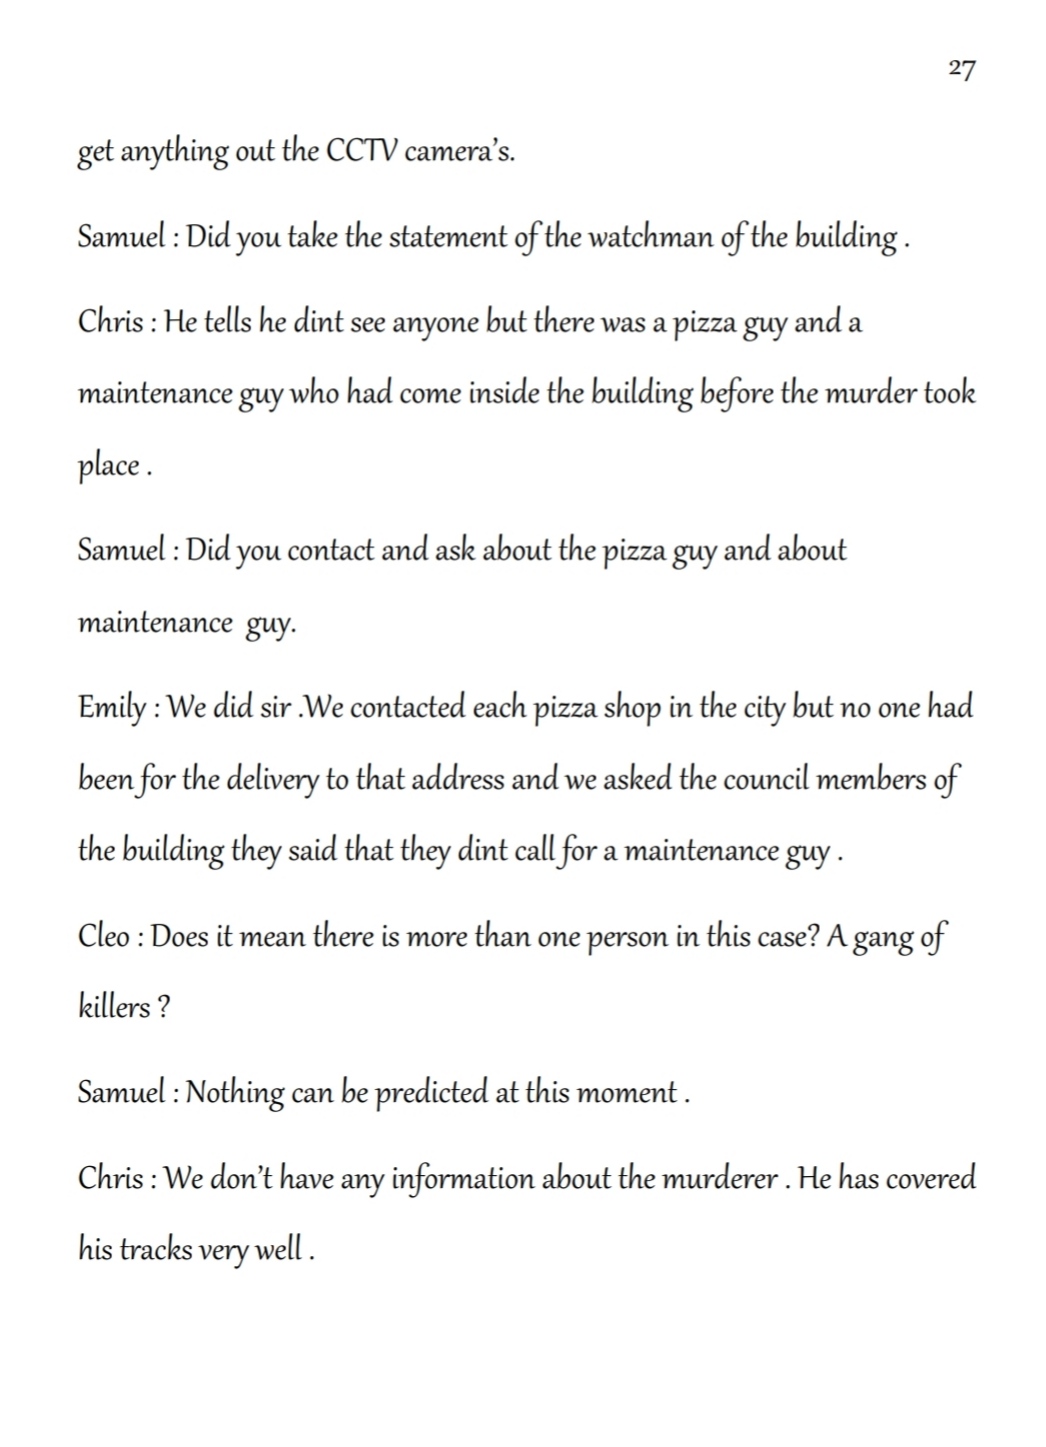 27
get anything out the CCTV camera's.
Samuel : Did you take the statement of the watchman of the building .
Chris : He tells he dint see anyone but there was a pizza guy and a
maintenance guy who had come inside the building before the murder took
place .
Samuel : Did you contact and ask about the pizza guy and about
maintenance  guy.
Emily : We did sir .We contacted each pizza shop in the city but no one had
been for the delivery to that address and we asked the council members of
the building they said that they dint call for a maintenance guy .
Cleo : Does it mean there is more than one person in this case? A gang of
killers ?
Samuel : Nothing can be predicted at this moment .
Chris : We don't have any information about the murderer . He has covered
his tracks very well .